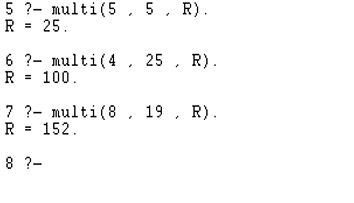 5 ?- multi(5 , 5 , R).
R = 25.
6 ?- multi(4 , 25 , R).
R = 100.
7 ?- multi(8 , 19 , R).
R = 152.
8 ?-